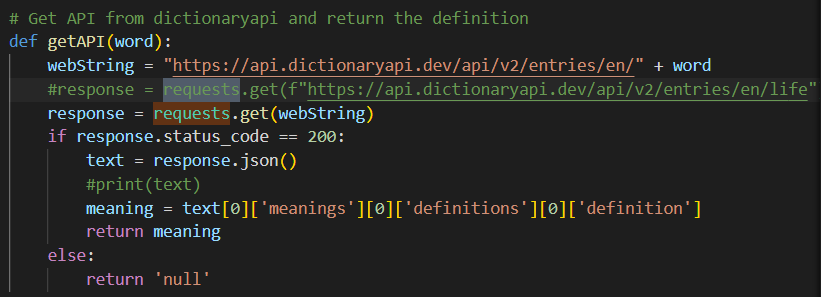 # Get API from dictionaryapi and return the definition
def getAPI(word):
    webString = "https://api.dictionaryapi.dev/api/v2/entries/en/" + word
    #response = requests.get(f"https://api.dictionaryapi.dev/api/v2/entries/en/life"
    response = requests.get(webString)
    if response.status_code == 200:
        text = response.json()
        #print(text)
        meaning = text[0]['meanings'][0]['definitions'][0]['definition']
        return meaning
    else:
        return 'null'